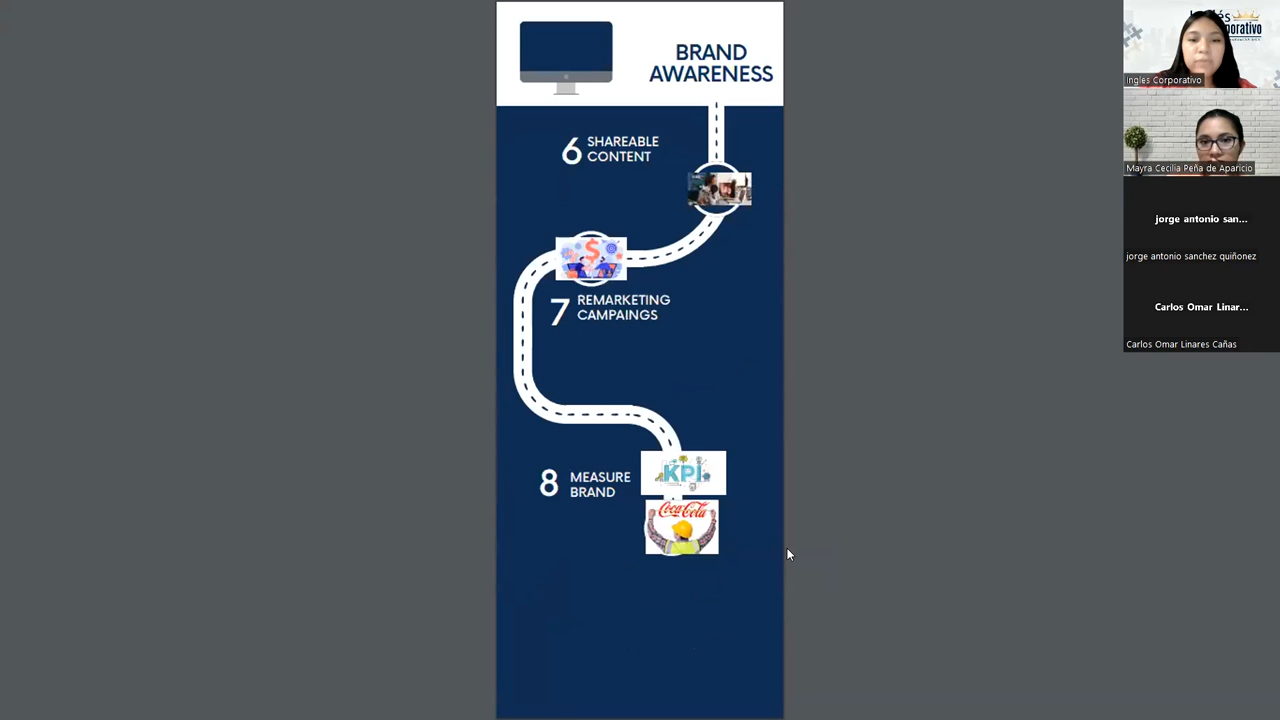 BRAND
AWARENESS
6 SHAREABLE
CONTENT
7 REMARKETING
CAMPAINGS
8 MEASURE
BRAND
KPI
Coca-Cola
Ingles Corporativo
Mayra Cecilia Peña de Aparicio
jorge antonio san...
jorge antonio sanchez quiñonez
Carlos Omar Linar...
Carlos Omar Linares Cañas